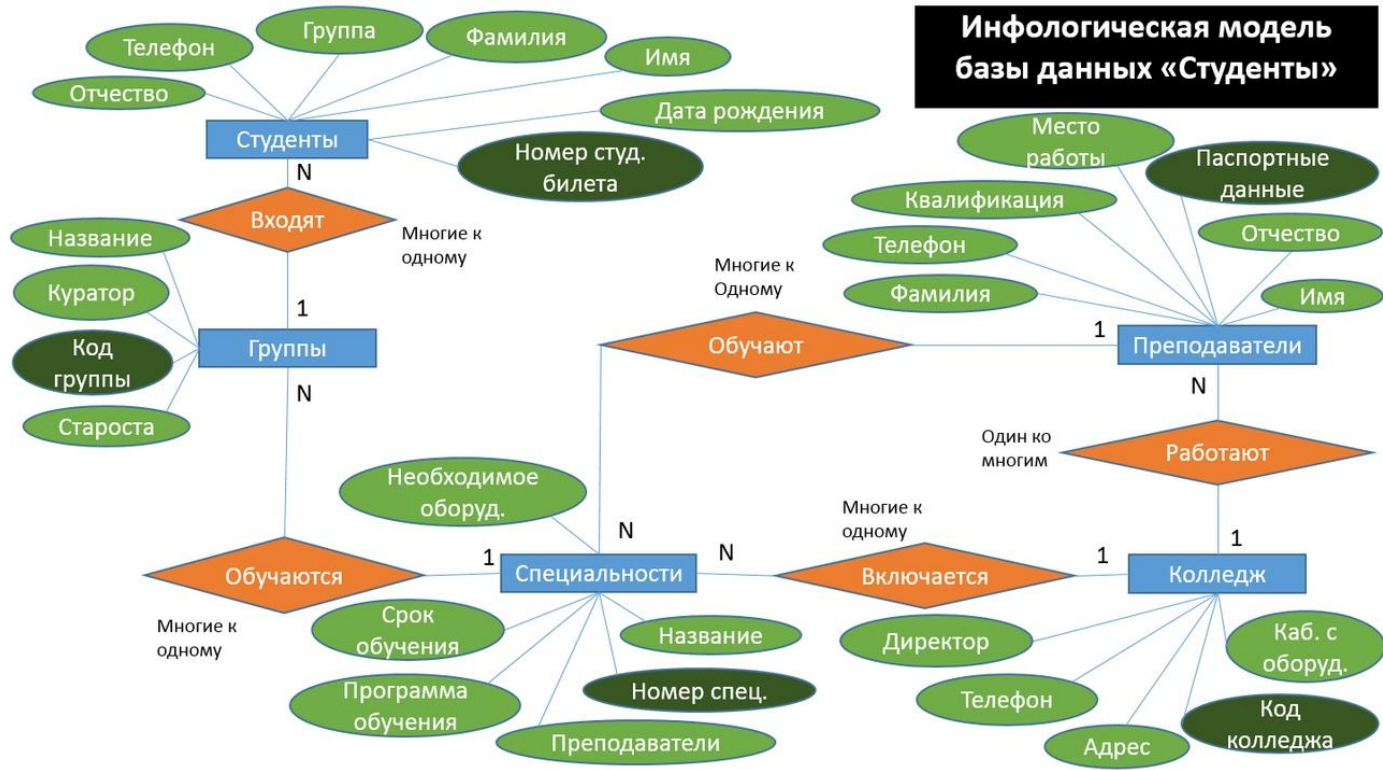 Инфологическая модель
базы данных «Студенты»
Группа
Фамилия
Телефон
Имя
Отчество
Дата рождения
Студенты
Номер студ.
билета
N
Входят
Многие к
одному
Название
Куратор
1
Группы
Код
группы
N
Староста
Место
работы
Паспортные
данные
Квалификация
Отчество
Телефон
Фамилия
Имя
Многие к
Одному
Обучают
1
Преподаватели
N
Один ко
многим
Работают
1
Необходимое
оборуд.
N
Многие к
одному
Обучаются
Многие к
одному
1
Специальности
N
Включается
1
Колледж
Срок
обучения
Название
Программа
обучения
Номер спец.
Преподаватели
Директор
Каб. с
оборуд.
Телефон
Код
колледжа
Адрес